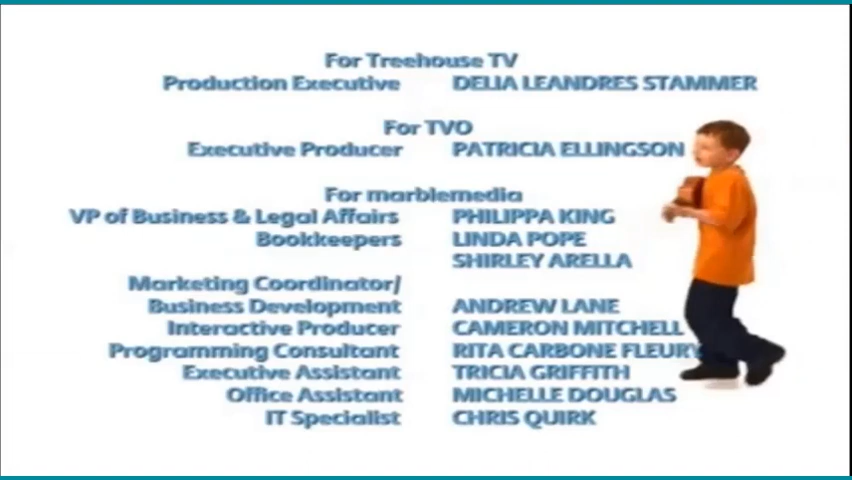 For Treehouse TV
Production Executive DELIA LEANDRES STAMMER
For TVO
Executive Producer PATRICIA ELLINGSON
For marblemedia
VP of Business & Legal Affairs PHILIPPA KING
Bookkeepers LINDA POPE
SHIRLEY ARELLA
Marketing Coordinator/
Business Development ANDREW LANE
Interactive Producer CAMERON MITCHELL
Programming Consultant RITA CARBONE FLEURY
Executive Assistant TRICIA GRIFFITH
Office Assistant MICHELLE DOUGLAS
IT Specialist CHRIS QUIRK